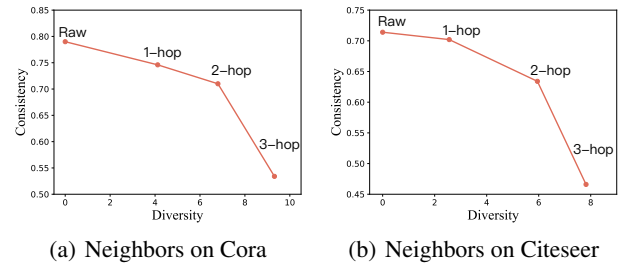 0.85
0.80
0.75
0.70
0.65
0.60
0.55
0.50
Consistency
Raw
1-hop
2-hop
3-hop
0 2 4 6 8 10
Diversity
(a) Neighbors on Cora
0.75
0.70
0.65
0.60
0.55
0.50
0.45
Consistency
Raw
1-hop
2-hop
3-hop
0 2 4 6 8
Diversity
(b) Neighbors on Citeseer